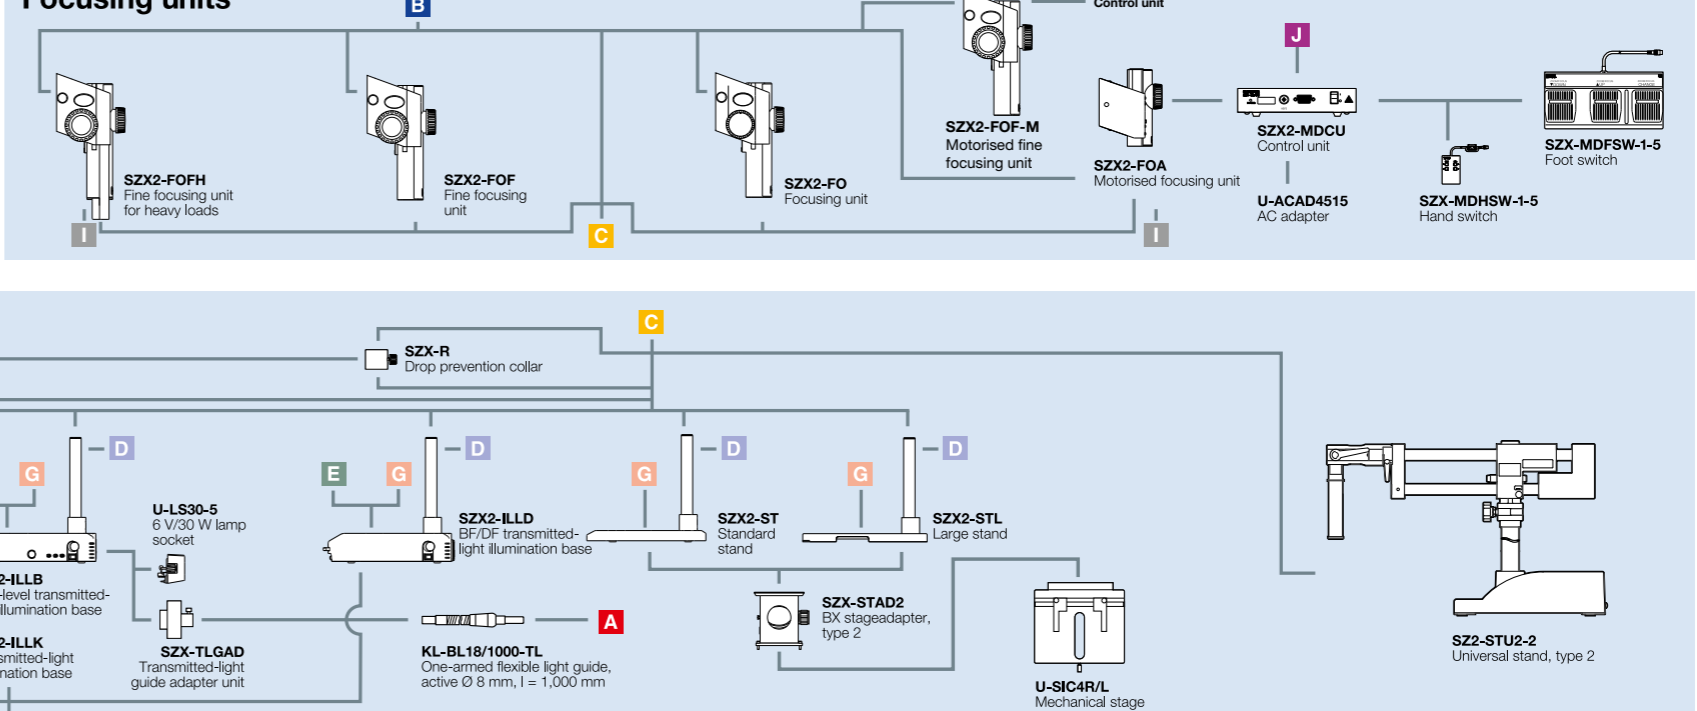 Focusing units
B
Control unit
J
SZX2-FOF-M
Motorised fine
focusing unit
SZX2-MDCU
Control unit
SZX-MDFSW-1-5
Foot switch
SZX2-FOFH
Fine focusing unit
for heavy loads
SZX2-FOF
Fine focusing
unit
SZX2-FO
Focusing unit
SZX2-FOA
Motorised focusing unit
U-ACAD4515
AC adapter
SZX-MDHSW-1-5
Hand switch
I
C
I
C
SZX-R
Drop prevention collar
D
D
D
D
G
E
G
G
G
U-LS30-5
6 V/30 W lamp
socket
SZX2-ILLD
BF/DF transmitted-
light illumination base
SZX2-ST
Standard
stand
SZX2-STL
Large stand
2-ILLB
-level transmitted-
illumination base
SZX-STAD2
BX stageadapter,
type 2
A
2-ILLK
smitted-light
nation base
SZX-TLGAD
Transmitted-light
guide adapter unit
KL-BL18/1000-TL
One-armed flexible light guide,
active Ø 8 mm, l = 1,000 mm
SZ2-STU2-2
Universal stand, type 2
U-SIC4R/L
Mechanical stage